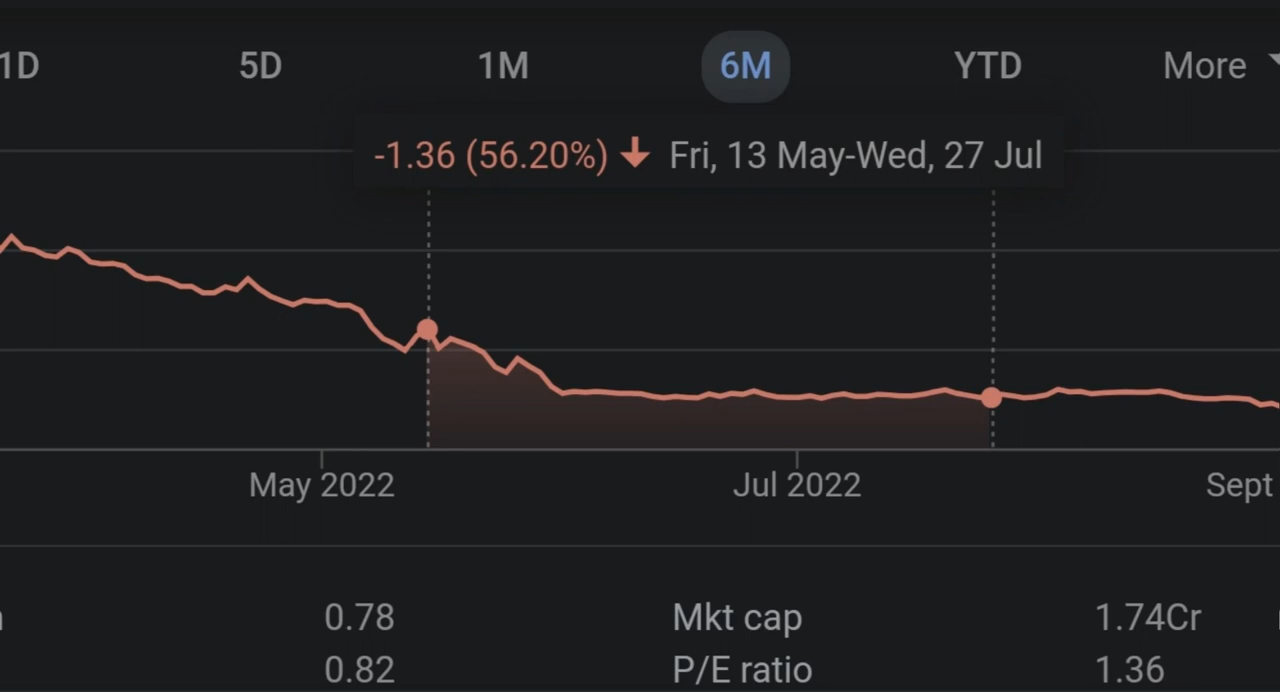 1D 5D 1M 6M YTD More
-1.36 (56.20%) Fri, 13 May-Wed, 27 Jul
May 2022 Jul 2022 Sept
0.78 Mkt cap 1.74Cr
0.82 P/E ratio 1.36